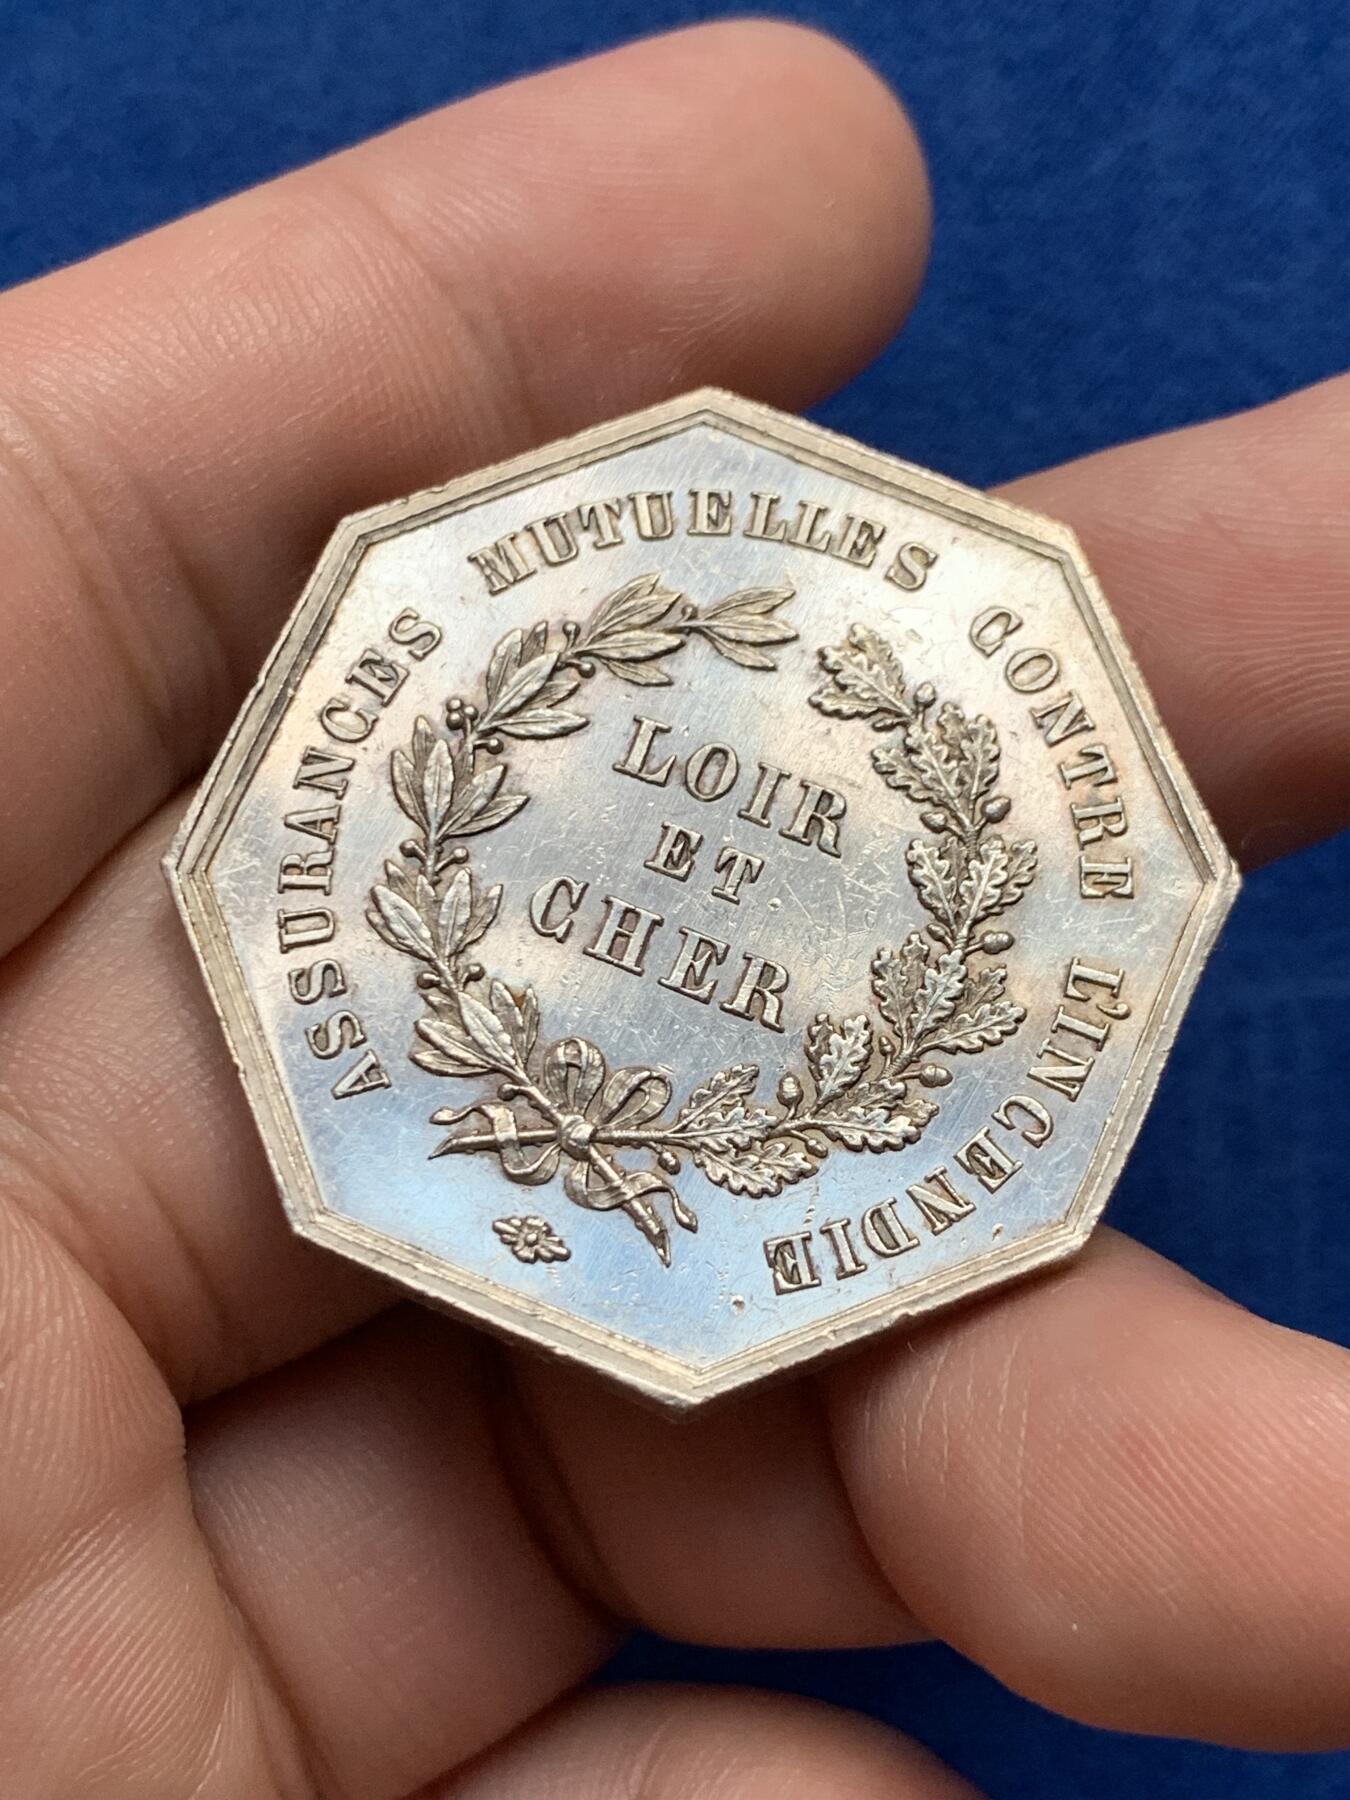 ASSURANCES MUTUELLES CONTRE L'INCENDIE
LOIR
ET
CHER